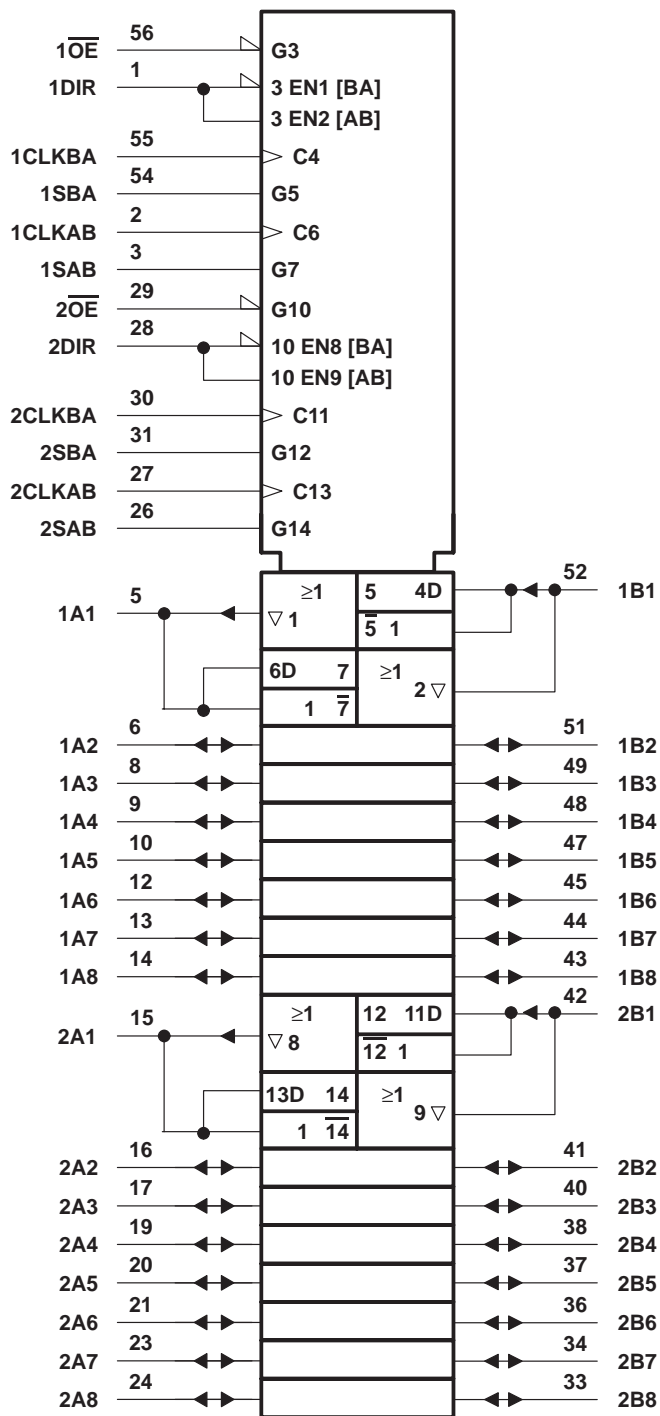 56
1O̅E̅ G3
1
1DIR 3 EN1 [BA]
3 EN2 [AB]
55
1CLKBA C4
54
1SBA G5
2
1CLKAB C6
3
1SAB G7
29
2O̅E̅ G10
28
2DIR 10 EN8 [BA]
10 EN9 [AB]
30
2CLKBA C11
31
2SBA G12
27
2CLKAB C13
26
2SAB G14
5 ≥1 5 4D 52
1A1 ▽ 1 5̅ 1 1B1
6D 7 ≥1
1 7̅ 2 ▽
6 51
1A2 1B2
8 49
1A3 1B3
9 48
1A4 1B4
10 47
1A5 1B5
12 45
1A6 1B6
13 44
1A7 1B7
14 43
1A8 1B8
15 ≥1 12 11D 42
2A1 ▽ 8 1̅2̅ 1 2B1
13D 14 ≥1
1 1̅4̅ 9 ▽
16 41
2A2 2B2
17 40
2A3 2B3
19 38
2A4 2B4
20 37
2A5 2B5
21 36
2A6 2B6
23 34
2A7 2B7
24 33
2A8 2B8